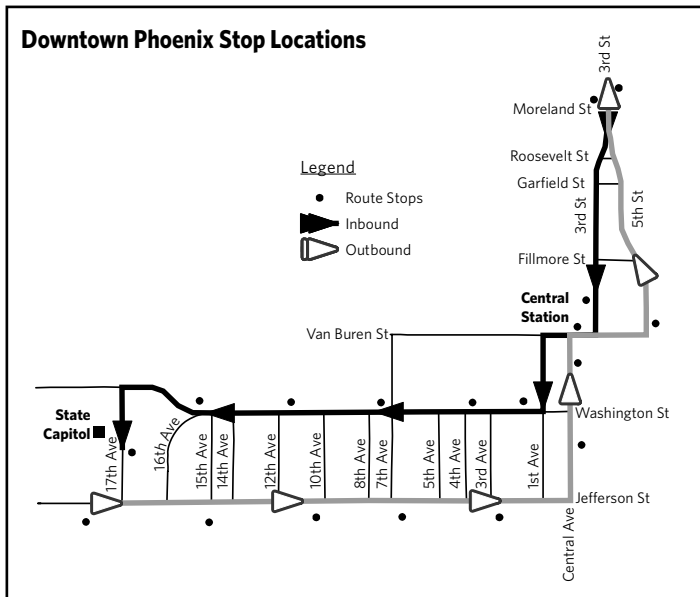 Downtown Phoenix Stop Locations
3rd St
Moreland St
Legend
Route Stops
Inbound
Outbound
Roosevelt St
Garfield St
3rd St
5th St
Fillmore St
Central
Station
Van Buren St
State
Capitol
Washington St
17th Ave
16th Ave
15th Ave
14th Ave
12th Ave
10th Ave
8th Ave
7th Ave
5th Ave
4th Ave
3rd Ave
1st Ave
Jefferson St
Central Ave